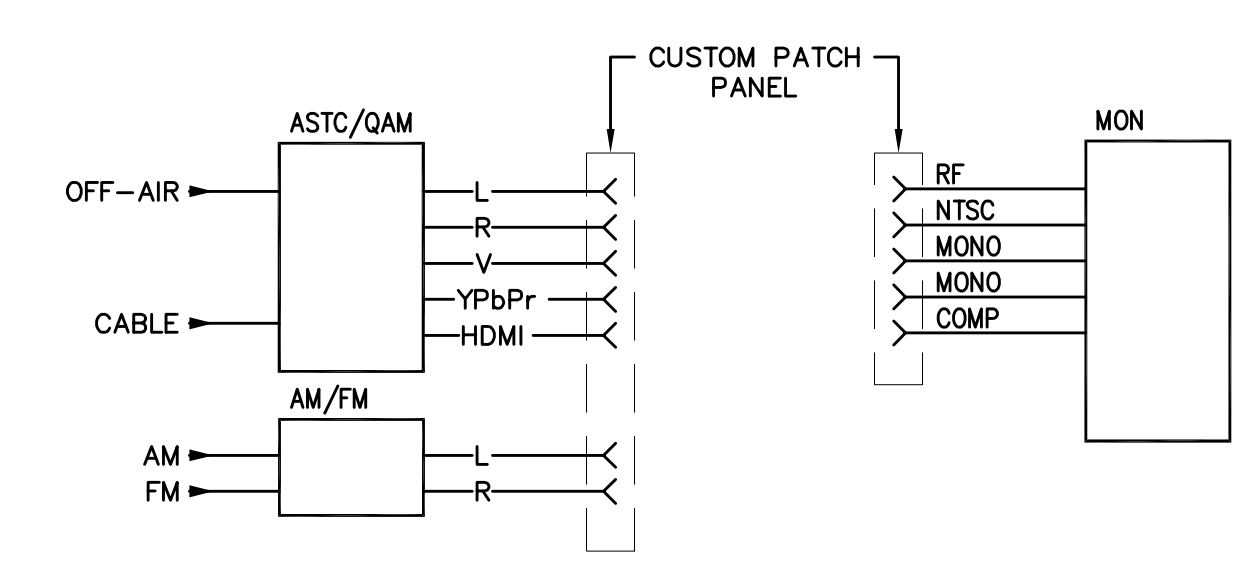 CUSTOM PATCH
PANEL
ASTC/QAM
MON
OFF-AIR
L
RF
R
NTSC
V
MONO
YPbPr
MONO
CABLE
HDMI
COMP
AM/FM
AM
L
FM
R